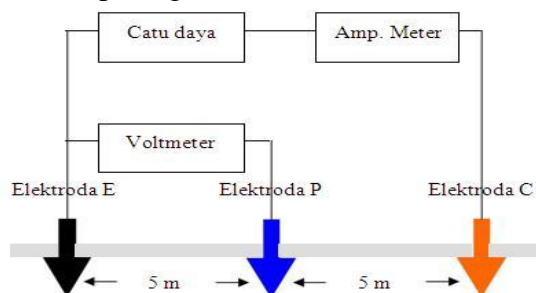 Catu daya
Amp. Meter
Voltmeter
Elektroda E
Elektroda P
Elektroda C
5 m
5 m